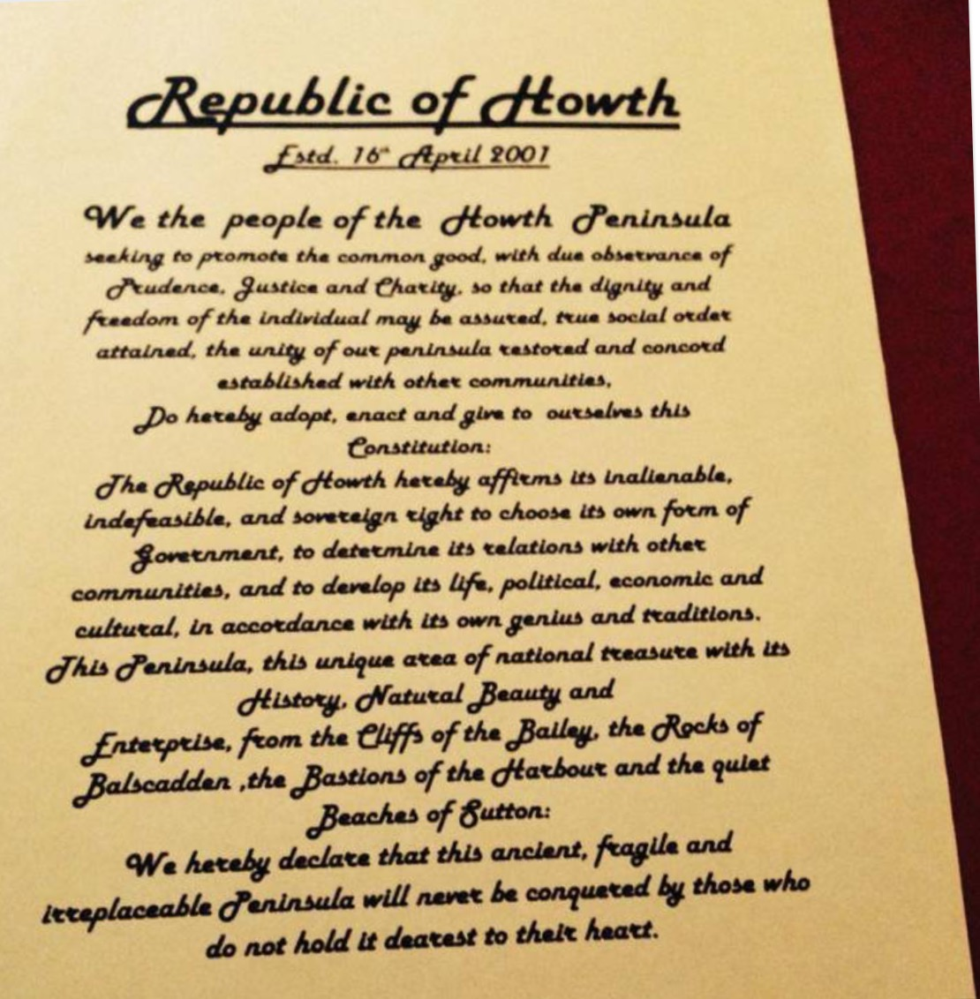 Republic of Howth
Estd. 16th April 2001
We the people of the Howth Peninsula
seeking to promote the common good, with due observance of
Prudence, Justice and Charity, so that the dignity and
freedom of the individual may be assured, true social order
attained, the unity of our peninsula restored and concord
established with other communities,
Do hereby adopt, enact and give to ourselves this
Constitution:
The Republic of Howth hereby affirms its inalienable,
indefeasible, and sovereign right to choose its own form of
Government, to determine its relations with other
communities, and to develop its life, political, economic and
cultural, in accordance with its own genius and traditions.
This Peninsula, this unique area of national treasure with its
History, Natural Beauty and
Enterprise, from the Cliffs of the Bailey, the Rocks of
Balscadden ,the Bastions of the Harbour and the quiet
Beaches of Sutton:
We hereby declare that this ancient, fragile and
irreplaceable Peninsula will never be conquered by those who
do not hold it dearest to their heart.